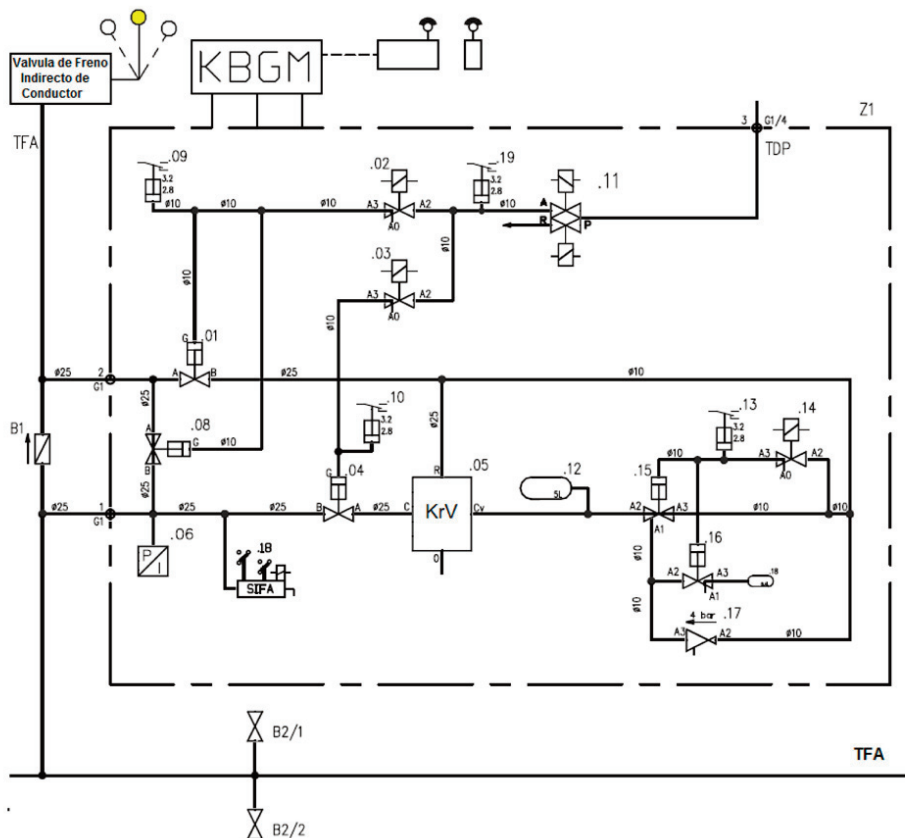 Valvula de Freno
Indirecto de
Conductor
KBGM
TFA
Z1
3
G1/4
TDP
.09
3.2
2.8
.02
.19
3.2
2.8
.11
ø10
ø10
ø10
A3
A2
A0
ø10
A
R
P
.03
ø10
ø10
A3
A2
A0
ø10
G
.01
ø25
2
G1
A
B
ø25
ø10
ø25
.10
3.2
2.8
ø25
.13
3.2
2.8
.14
B1
A
G
.08
B
ø10
G
.04
R
.05
.12
5L
.15
ø10
A3
A2
A0
ø25
ø25
1
G1
ø25
ø25
B
A
ø25
C
KrV
Cv
A2
A3
A1
ø10
ø10
.06
P
I
.18
SIFA
O
ø10
.16
A2
A3
A1
.18
ø10
4 bar
.17
A3
A2
ø10
B2/1
TFA
B2/2